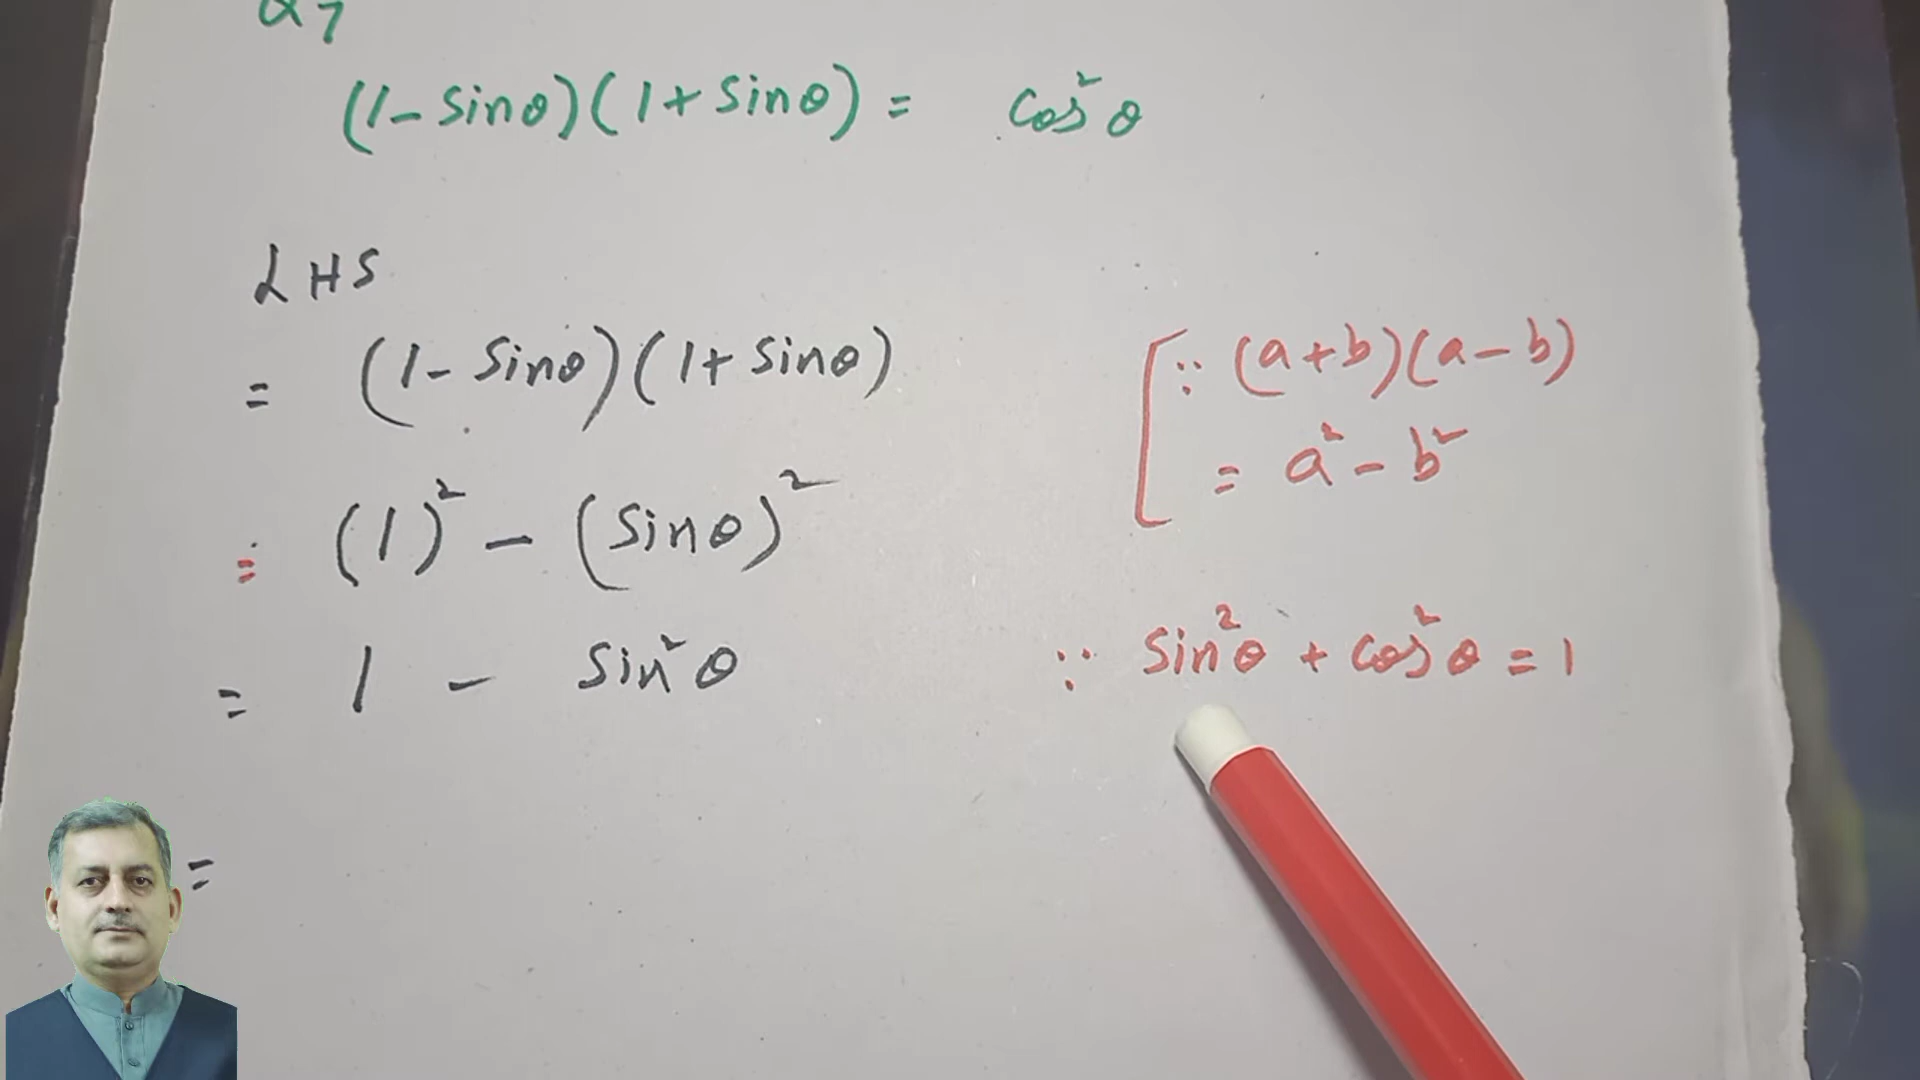 Q7
(1 - Sinθ)(1 + Sinθ) = Cos²θ
LHS
= (1 - Sinθ)(1 + Sinθ)
[∵ (a + b)(a - b)
= a² - b²
= (1)² - (Sinθ)²
= 1 - Sin²θ
∵ Sin²θ + Cos²θ = 1
=